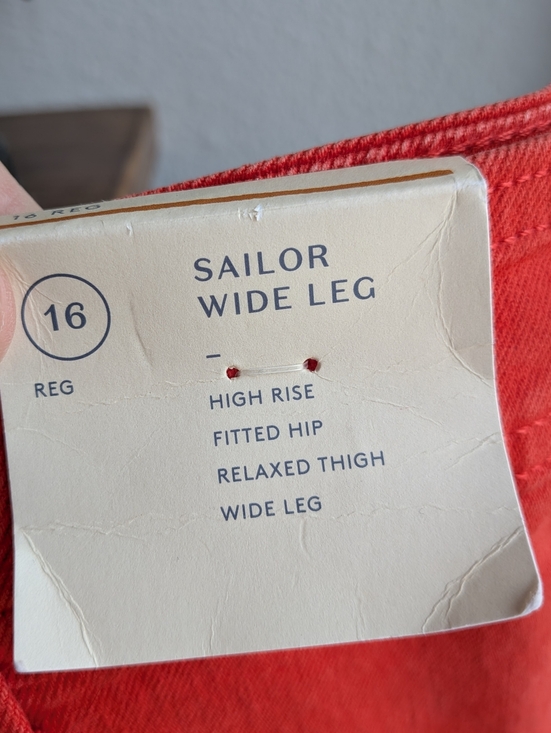 16 REG
16
REG
SAILOR
WIDE LEG
–
HIGH RISE
FITTED HIP
RELAXED THIGH
WIDE LEG